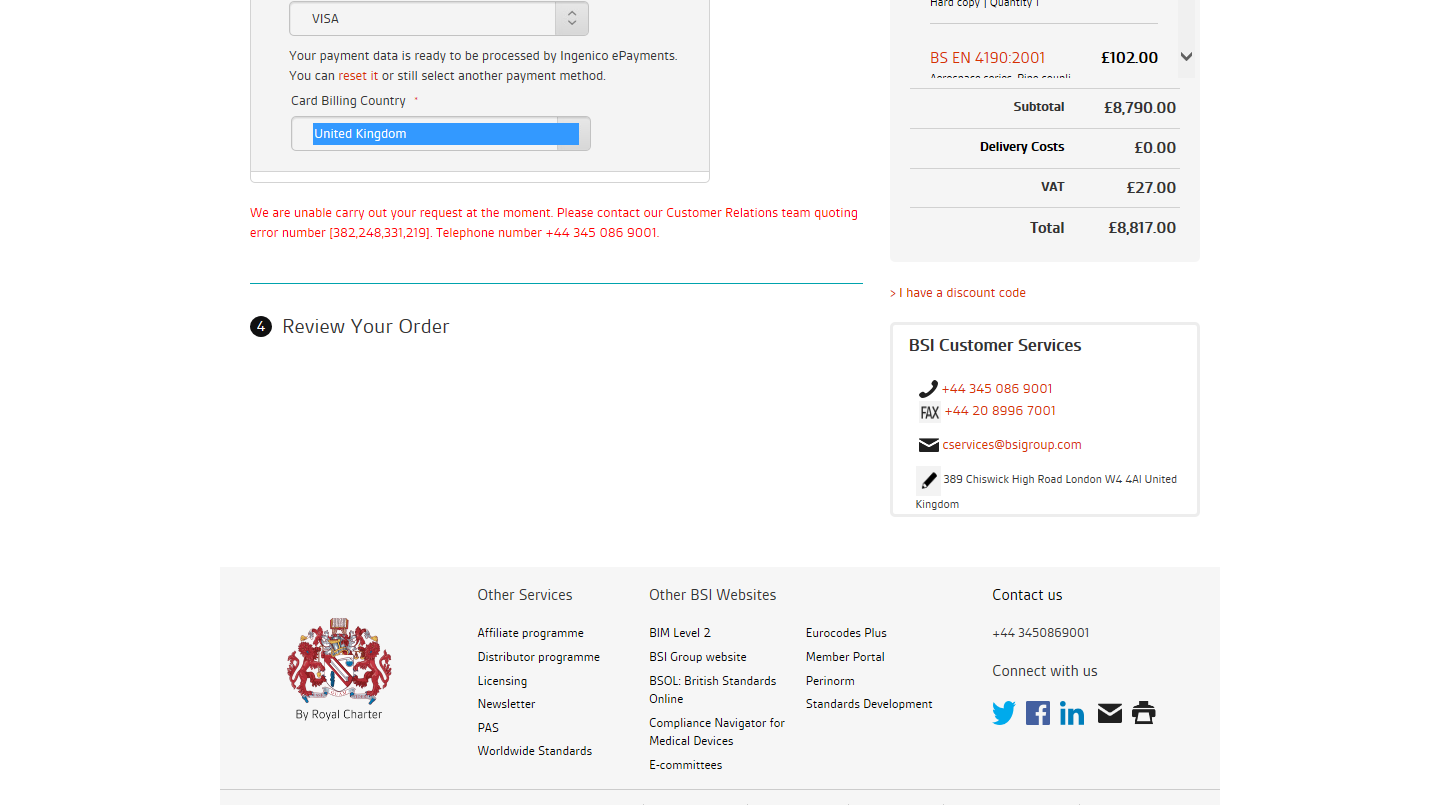 VISA
Your payment data is ready to be processed by Ingenico ePayments.
You can reset it or still select another payment method.
Card Billing Country *
United Kingdom
We are unable carry out your request at the moment. Please contact our Customer Relations team quoting
error number [382,248,331,219]. Telephone number +44 345 086 9001.
4 Review Your Order
Hard copy | Quantity 1
BS EN 4190:2001 £102.00
Aerospace series. Pipe coupli
Subtotal £8,790.00
Delivery Costs £0.00
VAT £27.00
Total £8,817.00
> I have a discount code
BSI Customer Services
+44 345 086 9001
FAX +44 20 8996 7001
cservices@bsigroup.com
389 Chiswick High Road London W4 4AI United
Kingdom
By Royal Charter
Other Services
Affiliate programme
Distributor programme
Licensing
Newsletter
PAS
Worldwide Standards
Other BSI Websites
BIM Level 2
BSI Group website
BSOL: British Standards
Online
Compliance Navigator for
Medical Devices
E-committees
Eurocodes Plus
Member Portal
Perinorm
Standards Development
Contact us
+44 3450869001
Connect with us